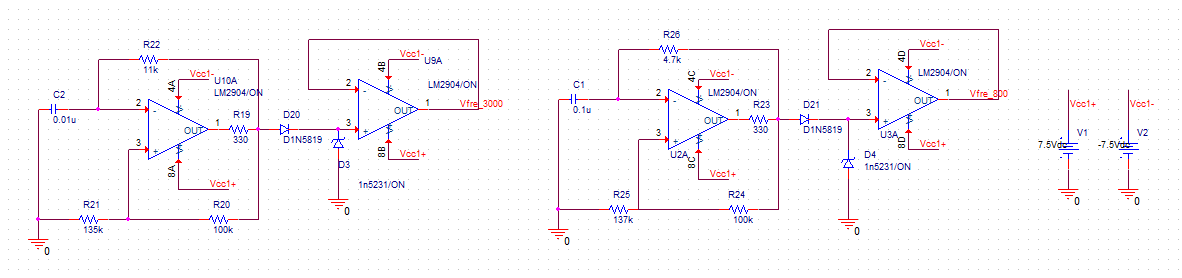 R22
11k
Vcc1-
4A
U10A
LM2904/ON
C2
0.01u
2
-
OUT
1
3
+
8A
Vcc1+
R19
330
D20
D1N5819
R21
135k
R20
100k
0
Vcc1-
4B
U9A
LM2904/ON
2
-
OUT
1
Vfre_3000
3
+
8B
Vcc1+
D3
1n5231/ON
0
R26
4.7k
Vcc1-
4C
LM2904/ON
C1
0.1u
2
-
OUT
1
3
+
U2A
8C
Vcc1+
R23
330
D21
D1N5819
R25
137k
R24
100k
0
Vcc1-
4D
LM2904/ON
2
-
OUT
1
Vfre_800
3
+
U3A
8D
Vcc1+
D4
1n5231/ON
0
Vcc1+
V1
7.5Vdc
0
Vcc1-
V2
-7.5Vdc
0